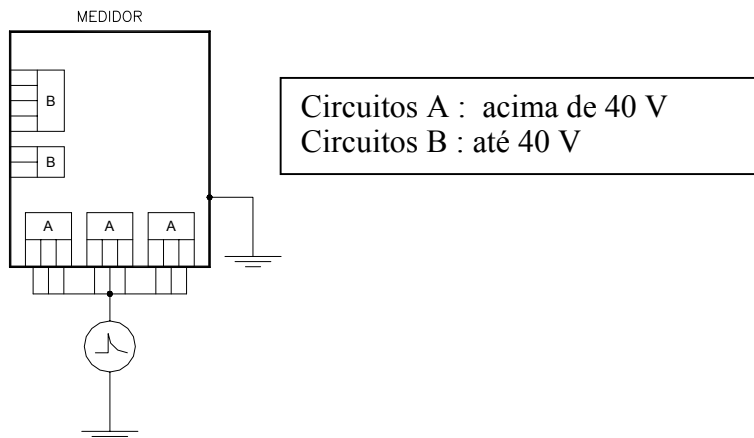 MEDIDOR
B
B
A A A
Circuitos A : acima de 40 V
Circuitos B : até 40 V